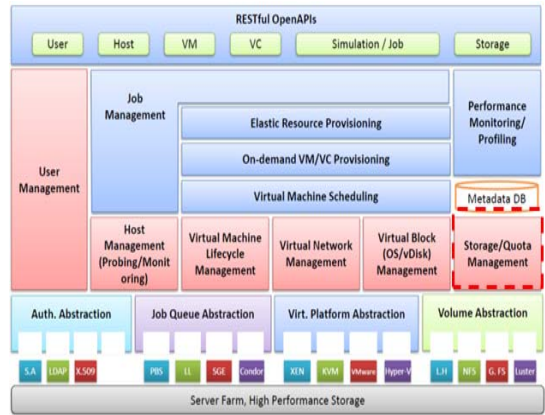 RESTful OpenAPIs
User
Host
VM
VC
Simulation / Job
Storage
Job
Management
Performance
Monitoring/
Profiling
Elastic Resource Provisioning
On-demand VM/VC Provisioning
Virtual Machine Scheduling
User
Management
Metadata DB
Host
Management
(Probing/Monit
oring)
Virtual Machine
Lifecycle
Management
Virtual Network
Management
Virtual Block
(OS/vDisk)
Management
Storage/Quota
Management
Auth. Abstraction
Job Queue Abstraction
Virt. Platform Abstraction
Volume Abstraction
S.A
LDAP
X.509
PBS
LL
SGE
Condor
XEN
KVM
VMware
Hyper-V
L.H
NFS
G. FS
Luster
Server Farm, High Performance Storage